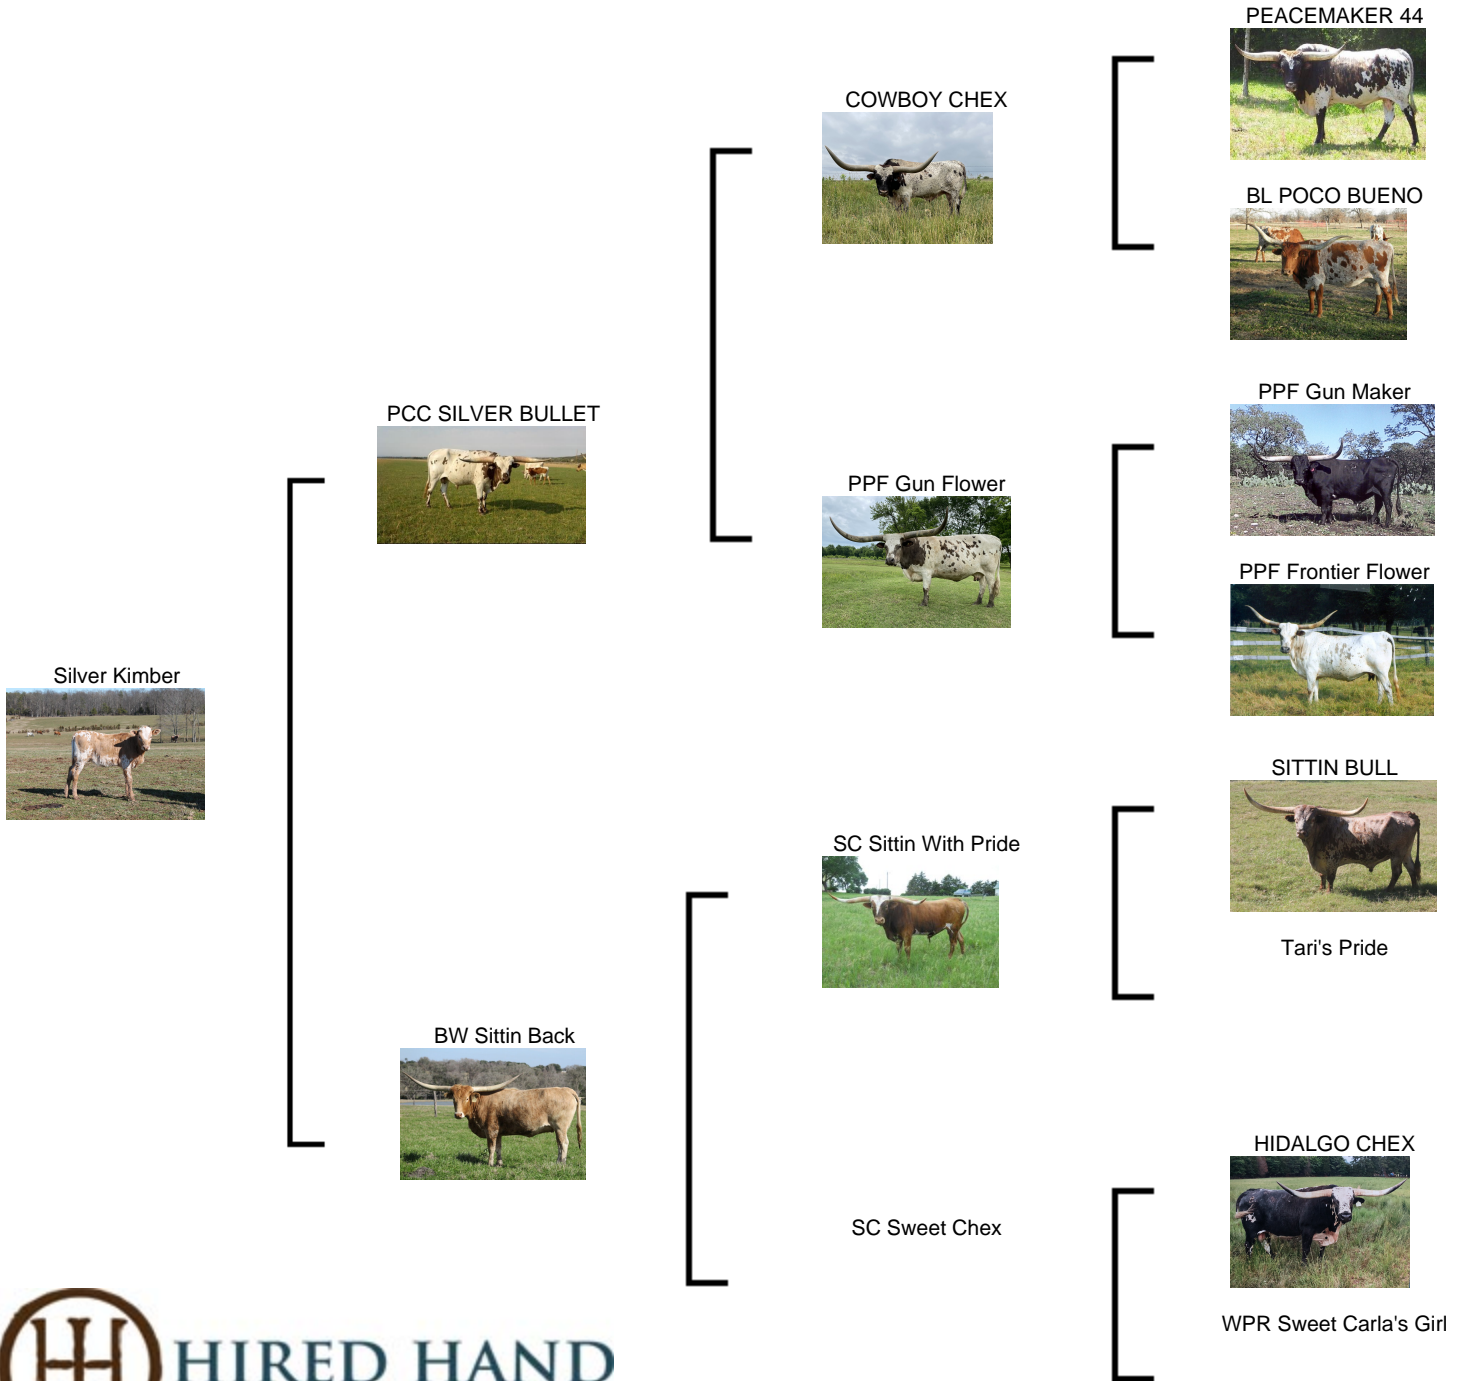 PEACEMAKER 44
COWBOY CHEX
BL POCO BUENO
PCC SILVER BULLET
PPF Gun Maker
PPF Gun Flower
PPF Frontier Flower
Silver Kimber
SITTIN BULL
SC Sittin With Pride
Tari's Pride
BW Sittin Back
HIDALGO CHEX
SC Sweet Chex
WPR Sweet Carla's Girl
HIRED HAND